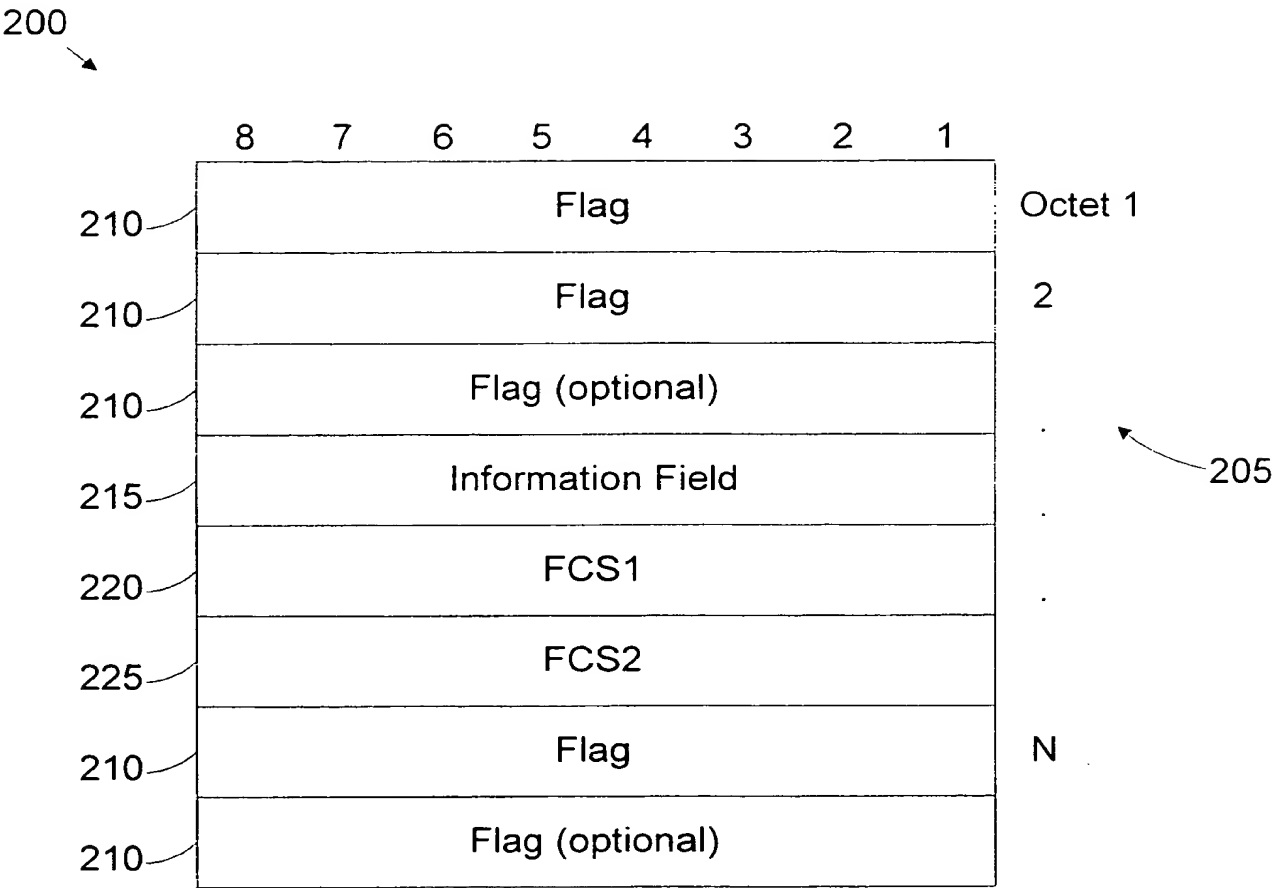 200
8 7 6 5 4 3 2 1
210 Flag Octet 1
210 Flag 2
210 Flag (optional)
215 Information Field 205
220 FCS1
225 FCS2
210 Flag N
210 Flag (optional)